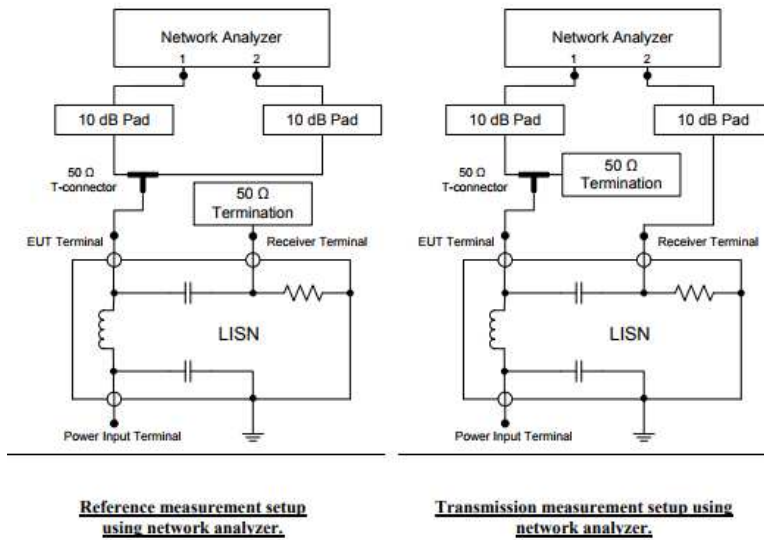 Network Analyzer
1 2
10 dB Pad 10 dB Pad
50 Ω
T-connector
50 Ω
Termination
EUT Terminal
Receiver Terminal
LISN
Power Input Terminal
Reference measurement setup
using network analyzer.
Network Analyzer
1 2
10 dB Pad 10 dB Pad
50 Ω
T-connector
50 Ω
Termination
EUT Terminal
Receiver Terminal
LISN
Power Input Terminal
Transmission measurement setup using
network analyzer.